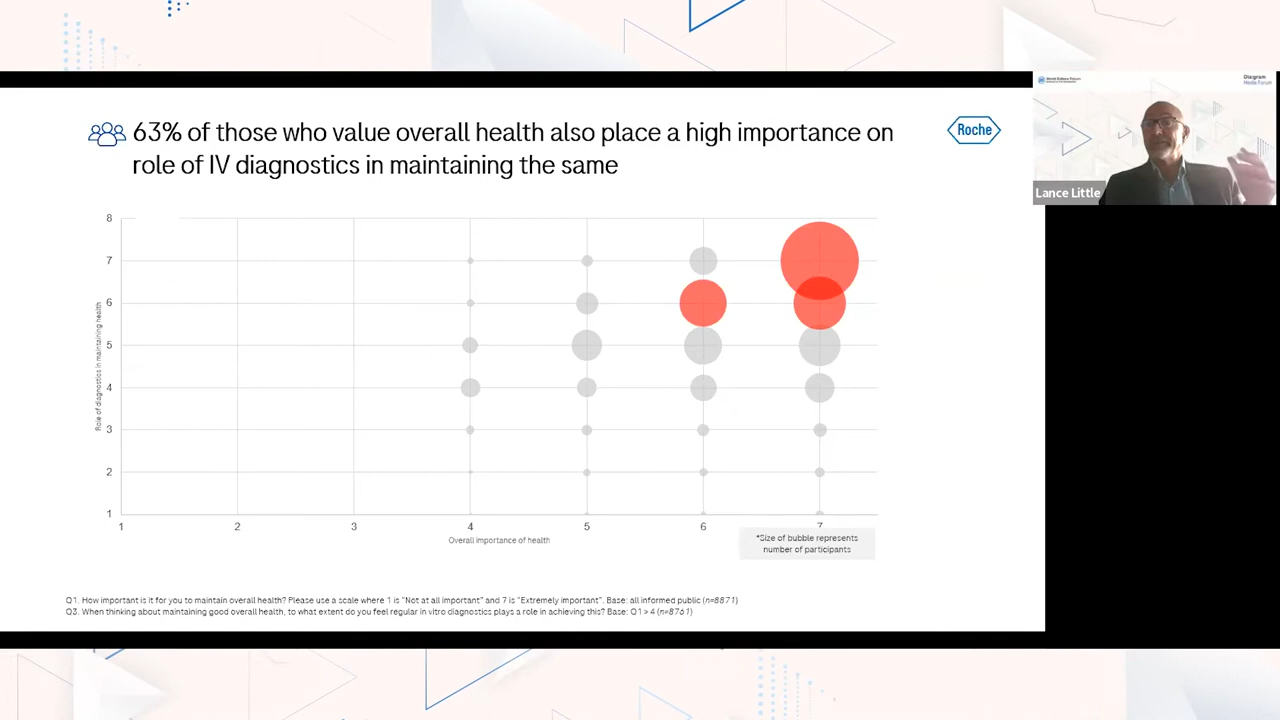 63% of those who value overall health also place a high importance on
role of IV diagnostics in maintaining the same
Roche
Diagram
Media Forum
Lance Little
8
7
6
5
4
3
2
1
Role of diagnostics in maintaining health
1 2 3 4 5 6 7
Overall importance of health
*Size of bubble represents
number of participants
Q1. How important is it for you to maintain overall health? Please use a scale where 1 is "Not at all important" and 7 is "Extremely important". Base: all informed public (n=8871)
Q3. When thinking about maintaining good overall health, to what extent do you feel regular in vitro diagnostics plays a role in achieving this? Base: Q1 > 4 (n=8761)